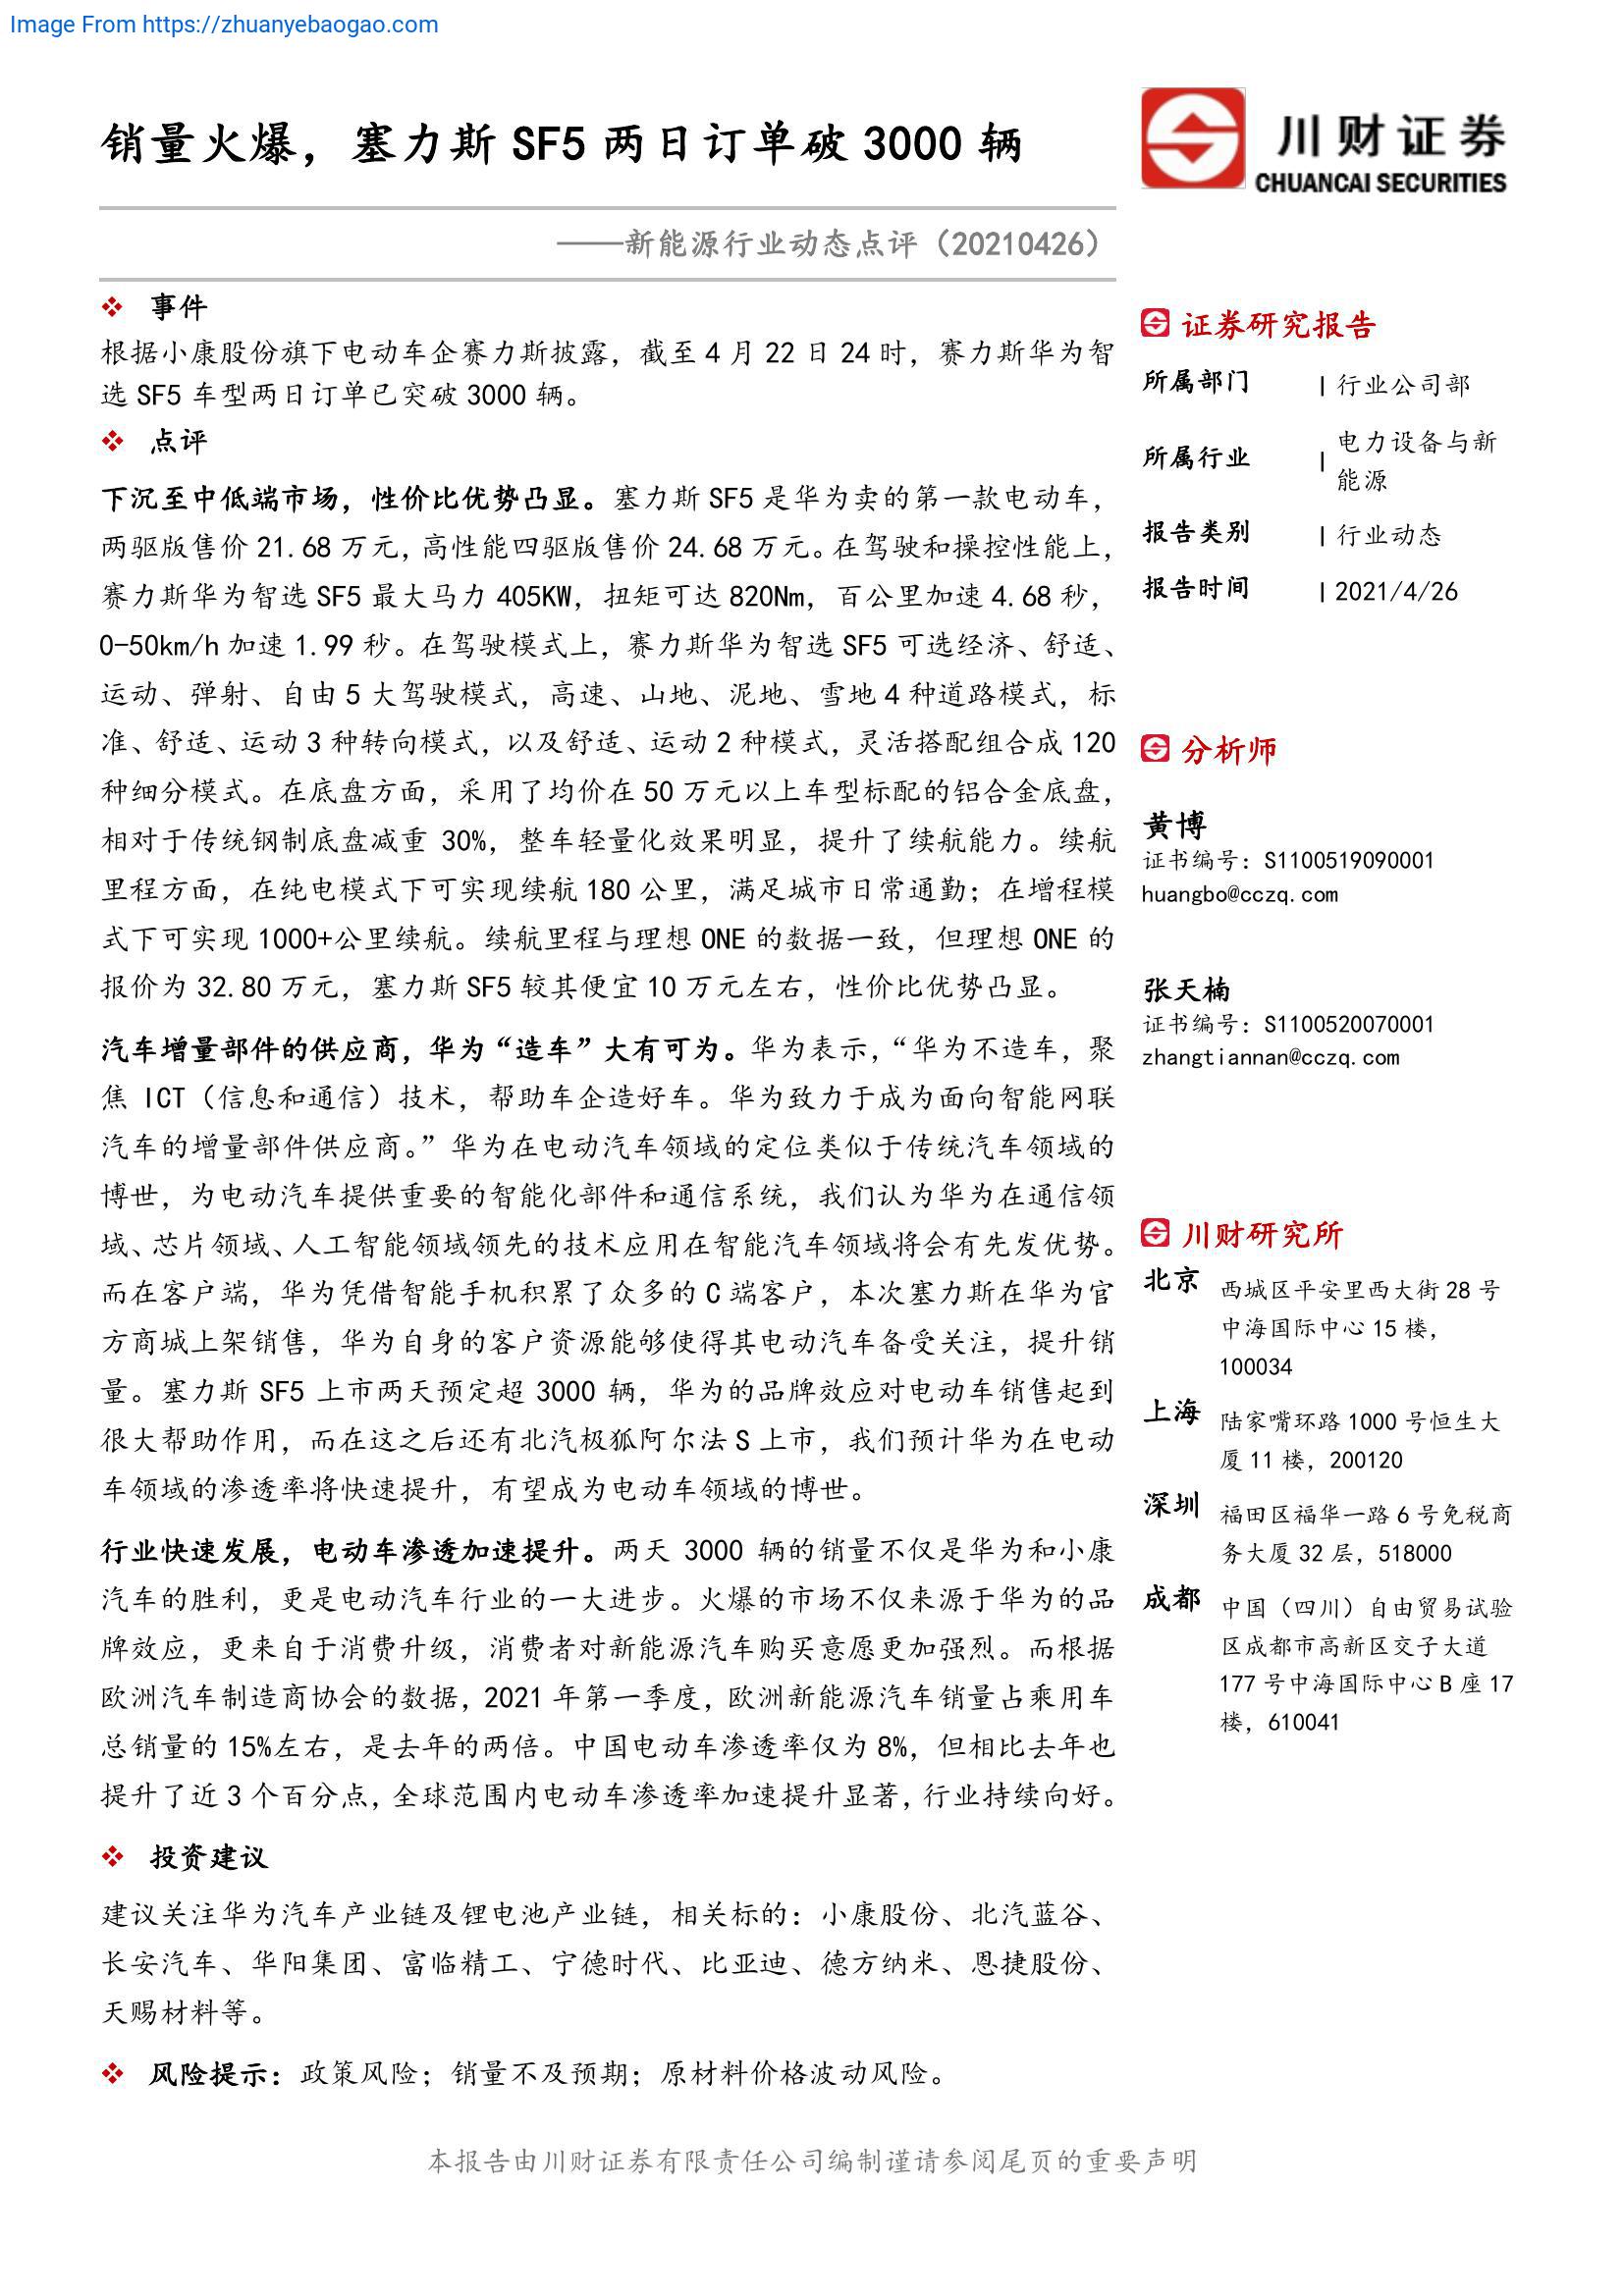 Image From https://zhuanyebaogao.com
销量火爆，塞力斯 SF5 两日订单破 3000 辆
川财证券
CHUANCAI SECURITIES
——新能源行业动态点评（20210426）
事件
根据小康股份旗下电动车企赛力斯披露，截至 4 月 22 日 24 时，赛力斯华为智
选 SF5 车型两日订单已突破 3000 辆。
点评
下沉至中低端市场，性价比优势凸显。塞力斯 SF5 是华为卖的第一款电动车，
两驱版售价 21.68 万元，高性能四驱版售价 24.68 万元。在驾驶和操控性能上，
赛力斯华为智选 SF5 最大马力 405KW，扭矩可达 820Nm，百公里加速 4.68 秒，
0-50km/h 加速 1.99 秒。在驾驶模式上，赛力斯华为智选 SF5 可选经济、舒适、
运动、弹射、自由 5 大驾驶模式，高速、山地、泥地、雪地 4 种道路模式，标
准、舒适、运动 3 种转向模式，以及舒适、运动 2 种模式，灵活搭配组合成 120
种细分模式。在底盘方面，采用了均价在 50 万元以上车型标配的铝合金底盘，
相对于传统钢制底盘减重 30%，整车轻量化效果明显，提升了续航能力。续航
里程方面，在纯电模式下可实现续航 180 公里，满足城市日常通勤；在增程模
式下可实现 1000+公里续航。续航里程与理想 ONE 的数据一致，但理想 ONE 的
报价为 32.80 万元，塞力斯 SF5 较其便宜 10 万元左右，性价比优势凸显。
汽车增量部件的供应商，华为“造车”大有可为。华为表示，“华为不造车，聚
焦 ICT（信息和通信）技术，帮助车企造好车。华为致力于成为面向智能网联
汽车的增量部件供应商。”华为在电动汽车领域的定位类似于传统汽车领域的
博世，为电动汽车提供重要的智能化部件和通信系统，我们认为华为在通信领
域、芯片领域、人工智能领域领先的技术应用在智能汽车领域将会有先发优势。
而在客户端，华为凭借智能手机积累了众多的 C 端客户，本次塞力斯在华为官
方商城上架销售，华为自身的客户资源能够使得其电动汽车备受关注，提升销
量。塞力斯 SF5 上市两天预定超 3000 辆，华为的品牌效应对电动车销售起到
很大帮助作用，而在这之后还有北汽极狐阿尔法 S 上市，我们预计华为在电动
车领域的渗透率将快速提升，有望成为电动车领域的博世。
行业快速发展，电动车渗透加速提升。两天 3000 辆的销量不仅是华为和小康
汽车的胜利，更是电动汽车行业的一大进步。火爆的市场不仅来源于华为的品
牌效应，更来自于消费升级，消费者对新能源汽车购买意愿更加强烈。而根据
欧洲汽车制造商协会的数据，2021 年第一季度，欧洲新能源汽车销量占乘用车
总销量的 15%左右，是去年的两倍。中国电动车渗透率仅为 8%，但相比去年也
提升了近 3 个百分点，全球范围内电动车渗透率加速提升显著，行业持续向好。
投资建议
建议关注华为汽车产业链及锂电池产业链，相关标的：小康股份、北汽蓝谷、
长安汽车、华阳集团、富临精工、宁德时代、比亚迪、德方纳米、恩捷股份、
天赐材料等。
风险提示：政策风险；销量不及预期；原材料价格波动风险。
证券研究报告
所属部门 | 行业公司部
所属行业 | 电力设备与新
能源
报告类别 | 行业动态
报告时间 | 2021/4/26
分析师
黄博
证书编号：S1100519090001
huangbo@cczq.com
张天楠
证书编号：S1100520070001
zhangtiannan@cczq.com
川财研究所
北京 西城区平安里西大街 28 号
中海国际中心 15 楼，
100034
上海 陆家嘴环路 1000 号恒生大
厦 11 楼，200120
深圳 福田区福华一路 6 号免税商
务大厦 32 层，518000
成都 中国（四川）自由贸易试验
区成都市高新区交子大道
177 号中海国际中心 B 座 17
楼，610041
本报告由川财证券有限责任公司编制谨请参阅尾页的重要声明